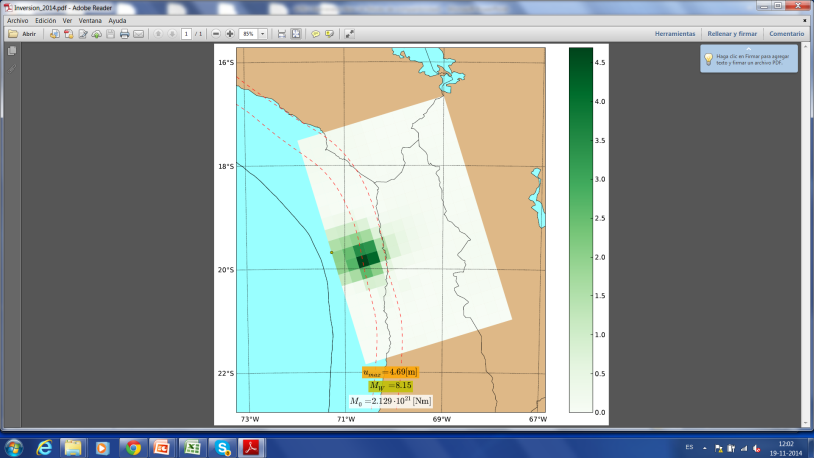 Inversion_2014.pdf - Adobe Reader
Archivo Edición Ver Ventana Ayuda
Abrir 1 / 1 85% Herramientas Rellenar y firmar Comentario
Haga clic en Firmar para agregar
texto y firmar un archivo PDF.
16°S
18°S
20°S
22°S
73°W 71°W 69°W 67°W
4.5
4.0
3.5
3.0
2.5
2.0
1.5
1.0
0.5
0.0
u_max=4.69[m]
M_W=8.15
M_0=2.129·10^21[Nm]
ES 12:02
19-11-2014